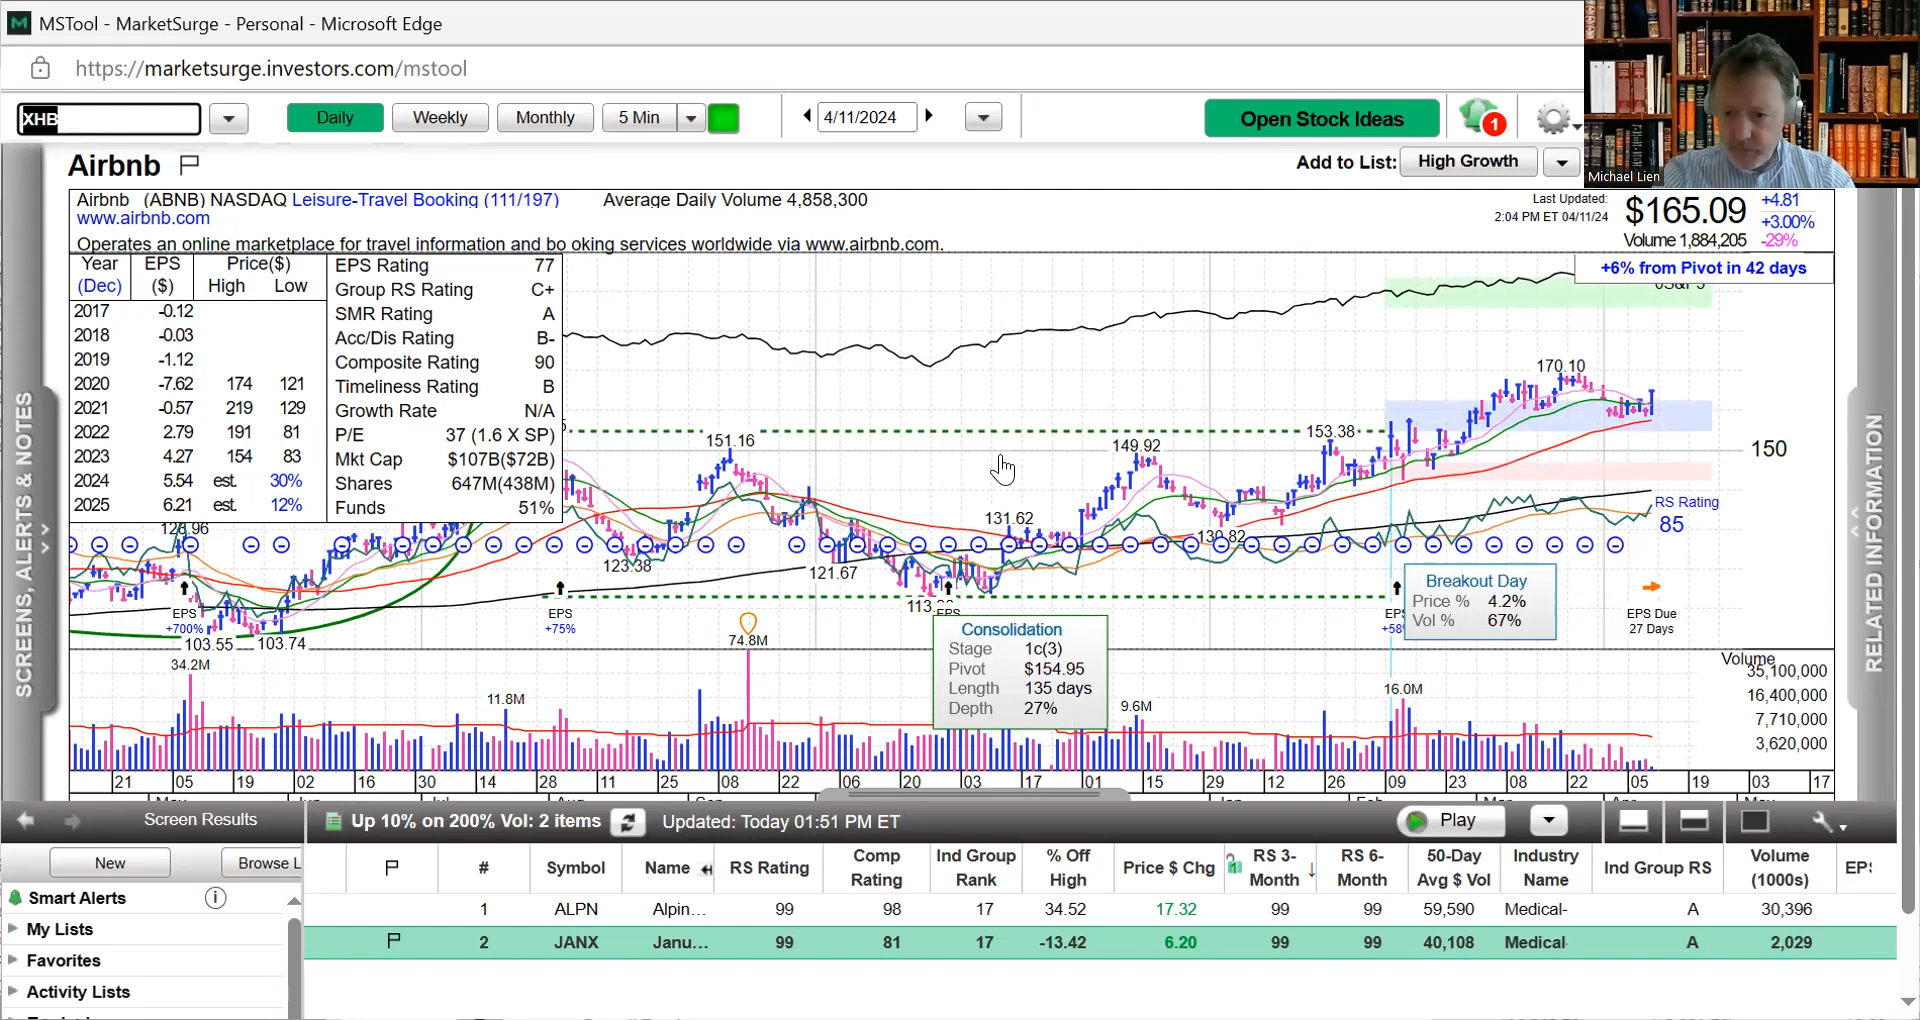 MSTool - MarketSurge - Personal - Microsoft Edge
https://marketsurge.investors.com/mstool
XHB
Daily
Weekly
Monthly
5 Min
4/11/2024
Open Stock Ideas
1
Michael Lien
Airbnb
Add to List:
High Growth
Airbnb (ABNB) NASDAQ Leisure-Travel Booking (111/197) Average Daily Volume 4,858,300
www.airbnb.com
Operates an online marketplace for travel information and bo oking services worldwide via www.airbnb.com.
Last Updated:
2:04 PM ET 04/11/24
$165.09
+4.81
+3.00%
Volume 1,884,205 -29%
+6% from Pivot in 42 days
Year EPS Price($)
(Dec) ($) High Low
2017 -0.12
2018 -0.03
2019 -1.12
2020 -7.62 174 121
2021 -0.57 219 129
2022 2.79 191 81
2023 4.27 154 83
2024 5.54 est. 30%
2025 6.21 est. 12%
EPS Rating 77
Group RS Rating C+
SMR Rating A
Acc/Dis Rating B-
Composite Rating 90
Timeliness Rating B
Growth Rate N/A
P/E 37 (1.6 X SP)
Mkt Cap $107B($72B)
Shares 647M(438M)
Funds 51%
170.10
151.16
149.92
153.38
150
131.62
RS Rating
85
123.38
121.67
103.55
103.74
EPS
+700%
EPS
+75%
EPS
EPS Due
27 Days
Breakout Day
Price % 4.2%
Vol % 67%
Consolidation
Stage 1c(3)
Pivot $154.95
Length 135 days
Depth 27%
34.2M
11.8M
74.8M
9.6M
16.0M
Volume
35,100,000
16,400,000
7,710,000
3,620,000
21 05 19 02 16 30 14 28 11 25 08 22 06 20 03 17 01 15 29 12 26 09 23 08 22 05 19 03 17
Screen Results
Up 10% on 200% Vol: 2 items
Updated: Today 01:51 PM ET
Play
New
Browse L
Smart Alerts
My Lists
Favorites
Activity Lists
# Symbol Name RS Rating Comp Rating Ind Group Rank % Off High Price $ Chg RS 3-Month RS 6-Month 50-Day Avg $ Vol Industry Name Ind Group RS Volume (1000s) EPS
1 ALPN Alpin... 99 98 17 34.52 17.32 99 99 59,590 Medical- A 30,396
2 JANX Janu... 99 81 17 -13.42 6.20 99 99 40,108 Medical- A 2,029